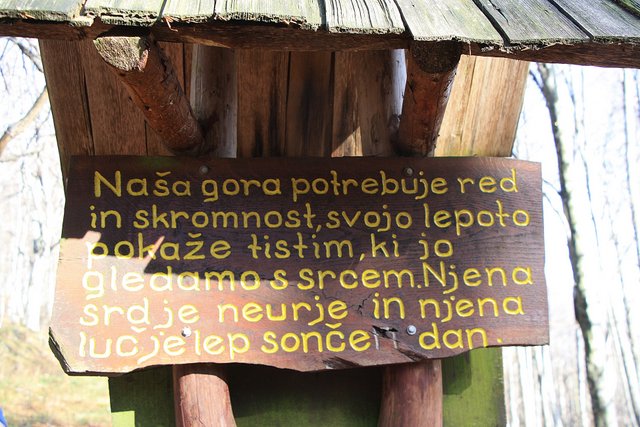 Naša gora potrebuje red
in skromnost, svojo lepoto
pokaže tistim, ki jo
gledamo s srcem. Njena
srd je neurje in njena
luč je lep sončen dan.